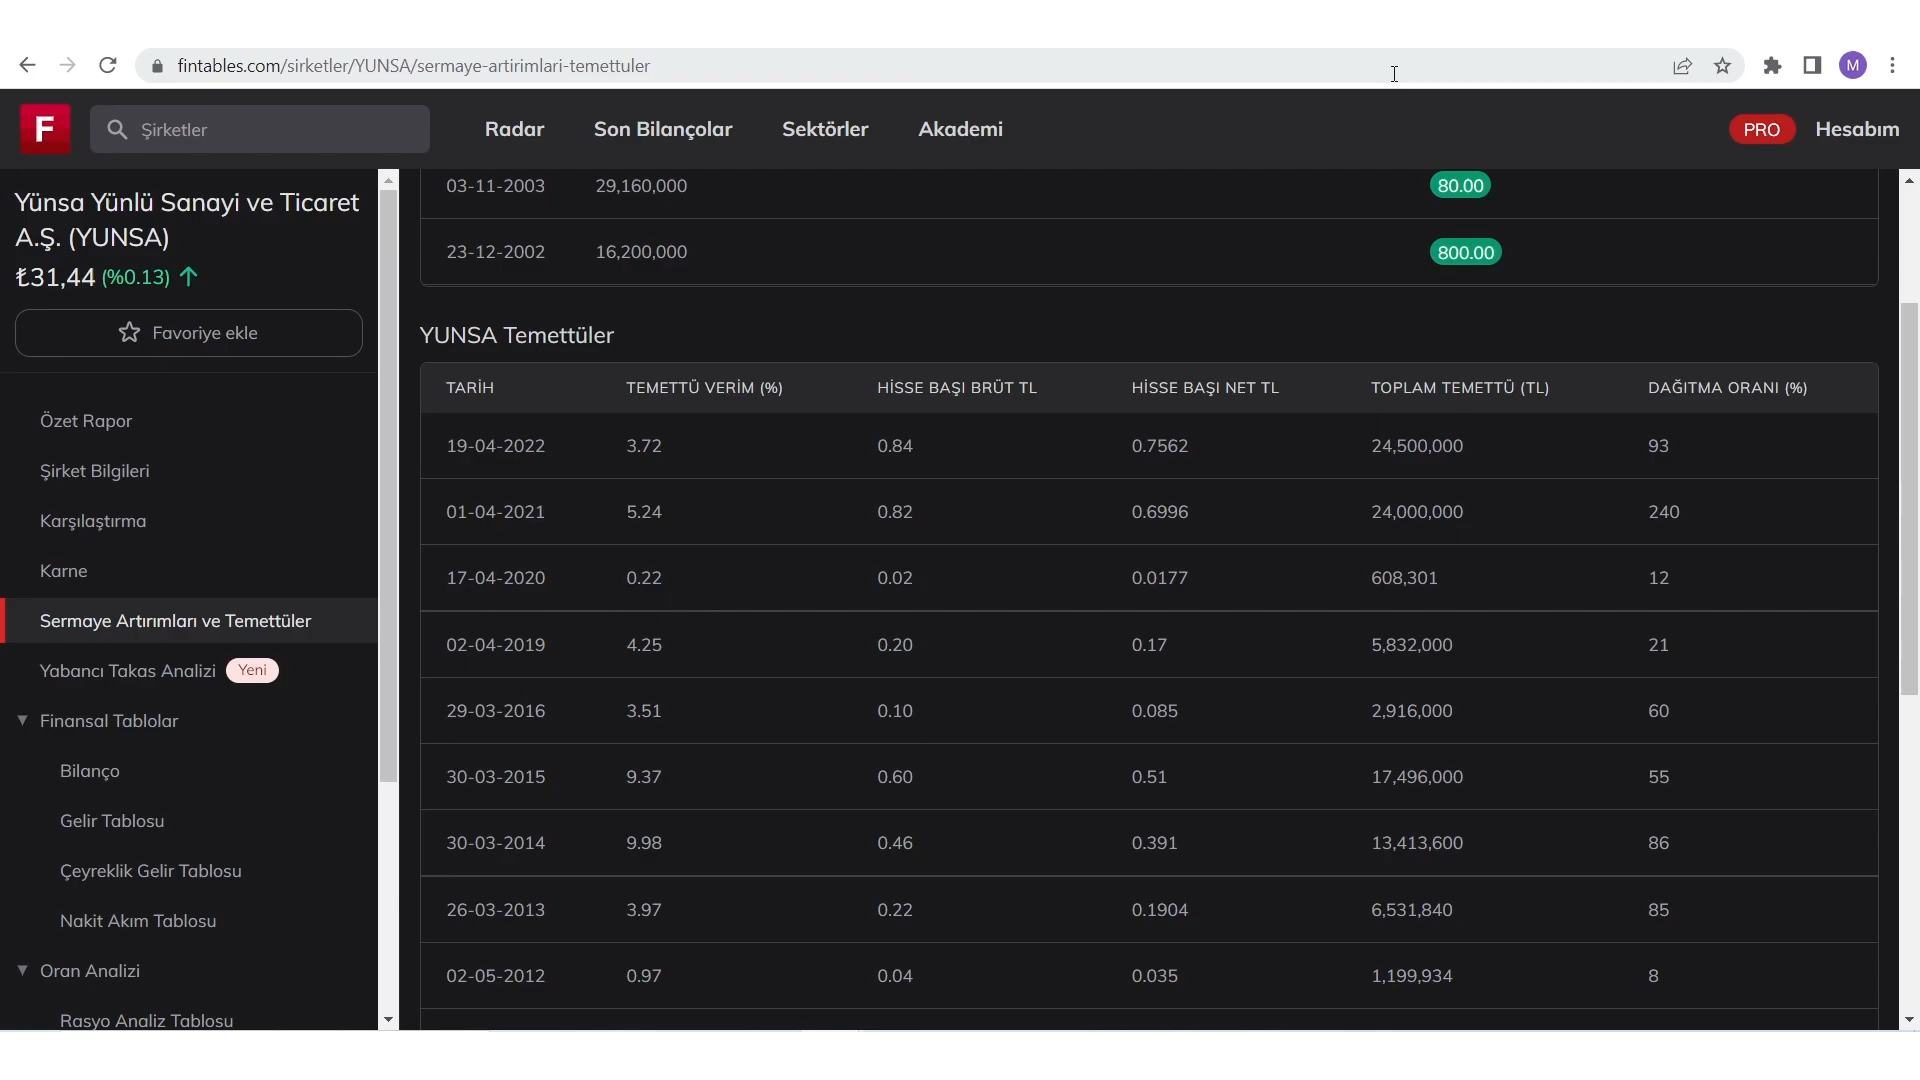 fintables.com/sirketler/YUNSA/sermaye-artirimlari-temettuler
M
F
Şirketler
Radar
Son Bilançolar
Sektörler
Akademi
PRO
Hesabım
Yünsa Yünlü Sanayi ve Ticaret
A.Ş. (YUNSA)
₺31,44 (%0.13)
Favoriye ekle
Özet Rapor
Şirket Bilgileri
Karşılaştırma
Karne
Sermaye Artırımları ve Temettüler
Yabancı Takas Analizi Yeni
Finansal Tablolar
Bilanço
Gelir Tablosu
Çeyreklik Gelir Tablosu
Nakit Akım Tablosu
Oran Analizi
Rasyo Analiz Tablosu
03-11-2003 29,160,000 80.00
23-12-2002 16,200,000 800.00
YUNSA Temettüler
TARİH TEMETTÜ VERİM (%) HİSSE BAŞI BRÜT TL HİSSE BAŞI NET TL TOPLAM TEMETTÜ (TL) DAĞITMA ORANI (%)
19-04-2022 3.72 0.84 0.7562 24,500,000 93
01-04-2021 5.24 0.82 0.6996 24,000,000 240
17-04-2020 0.22 0.02 0.0177 608,301 12
02-04-2019 4.25 0.20 0.17 5,832,000 21
29-03-2016 3.51 0.10 0.085 2,916,000 60
30-03-2015 9.37 0.60 0.51 17,496,000 55
30-03-2014 9.98 0.46 0.391 13,413,600 86
26-03-2013 3.97 0.22 0.1904 6,531,840 85
02-05-2012 0.97 0.04 0.035 1,199,934 8